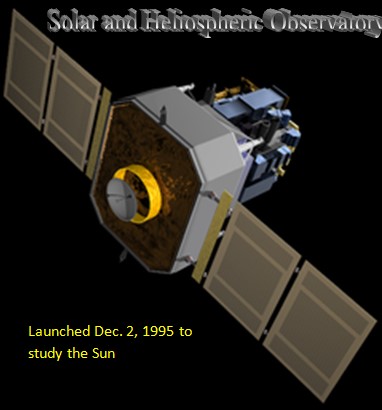 Solar and Heliospheric Observatory
Launched Dec. 2, 1995 to
study the Sun